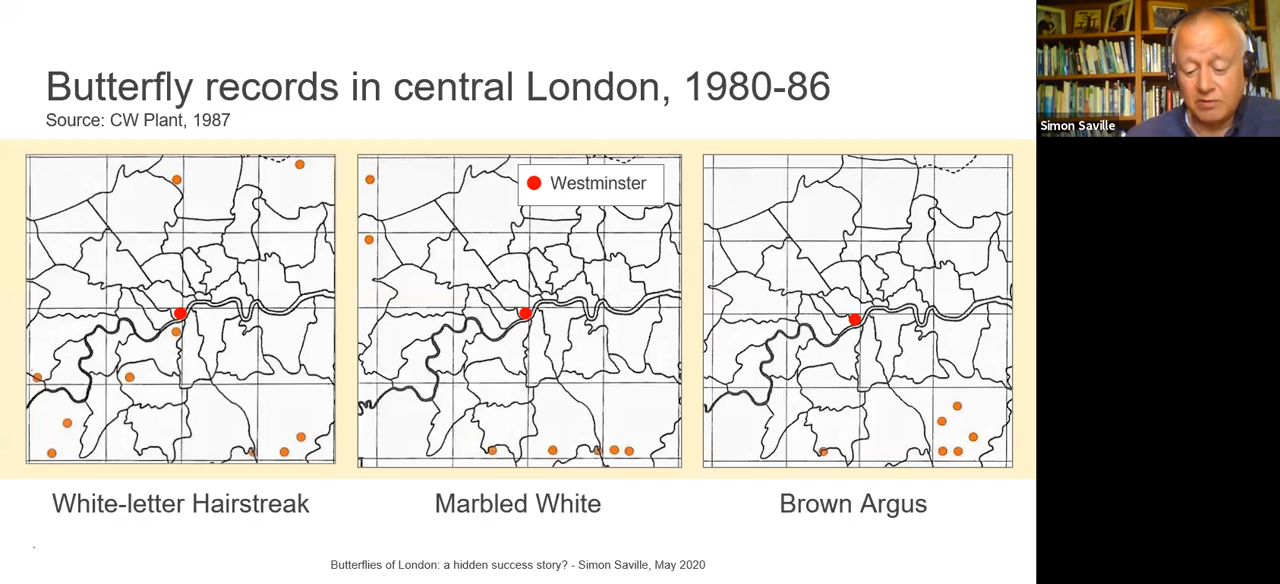 Butterfly records in central London, 1980-86
Source: CW Plant, 1987
Simon Saville
Westminster
White-letter Hairstreak
Marbled White
Brown Argus
Butterflies of London: a hidden success story? - Simon Saville, May 2020